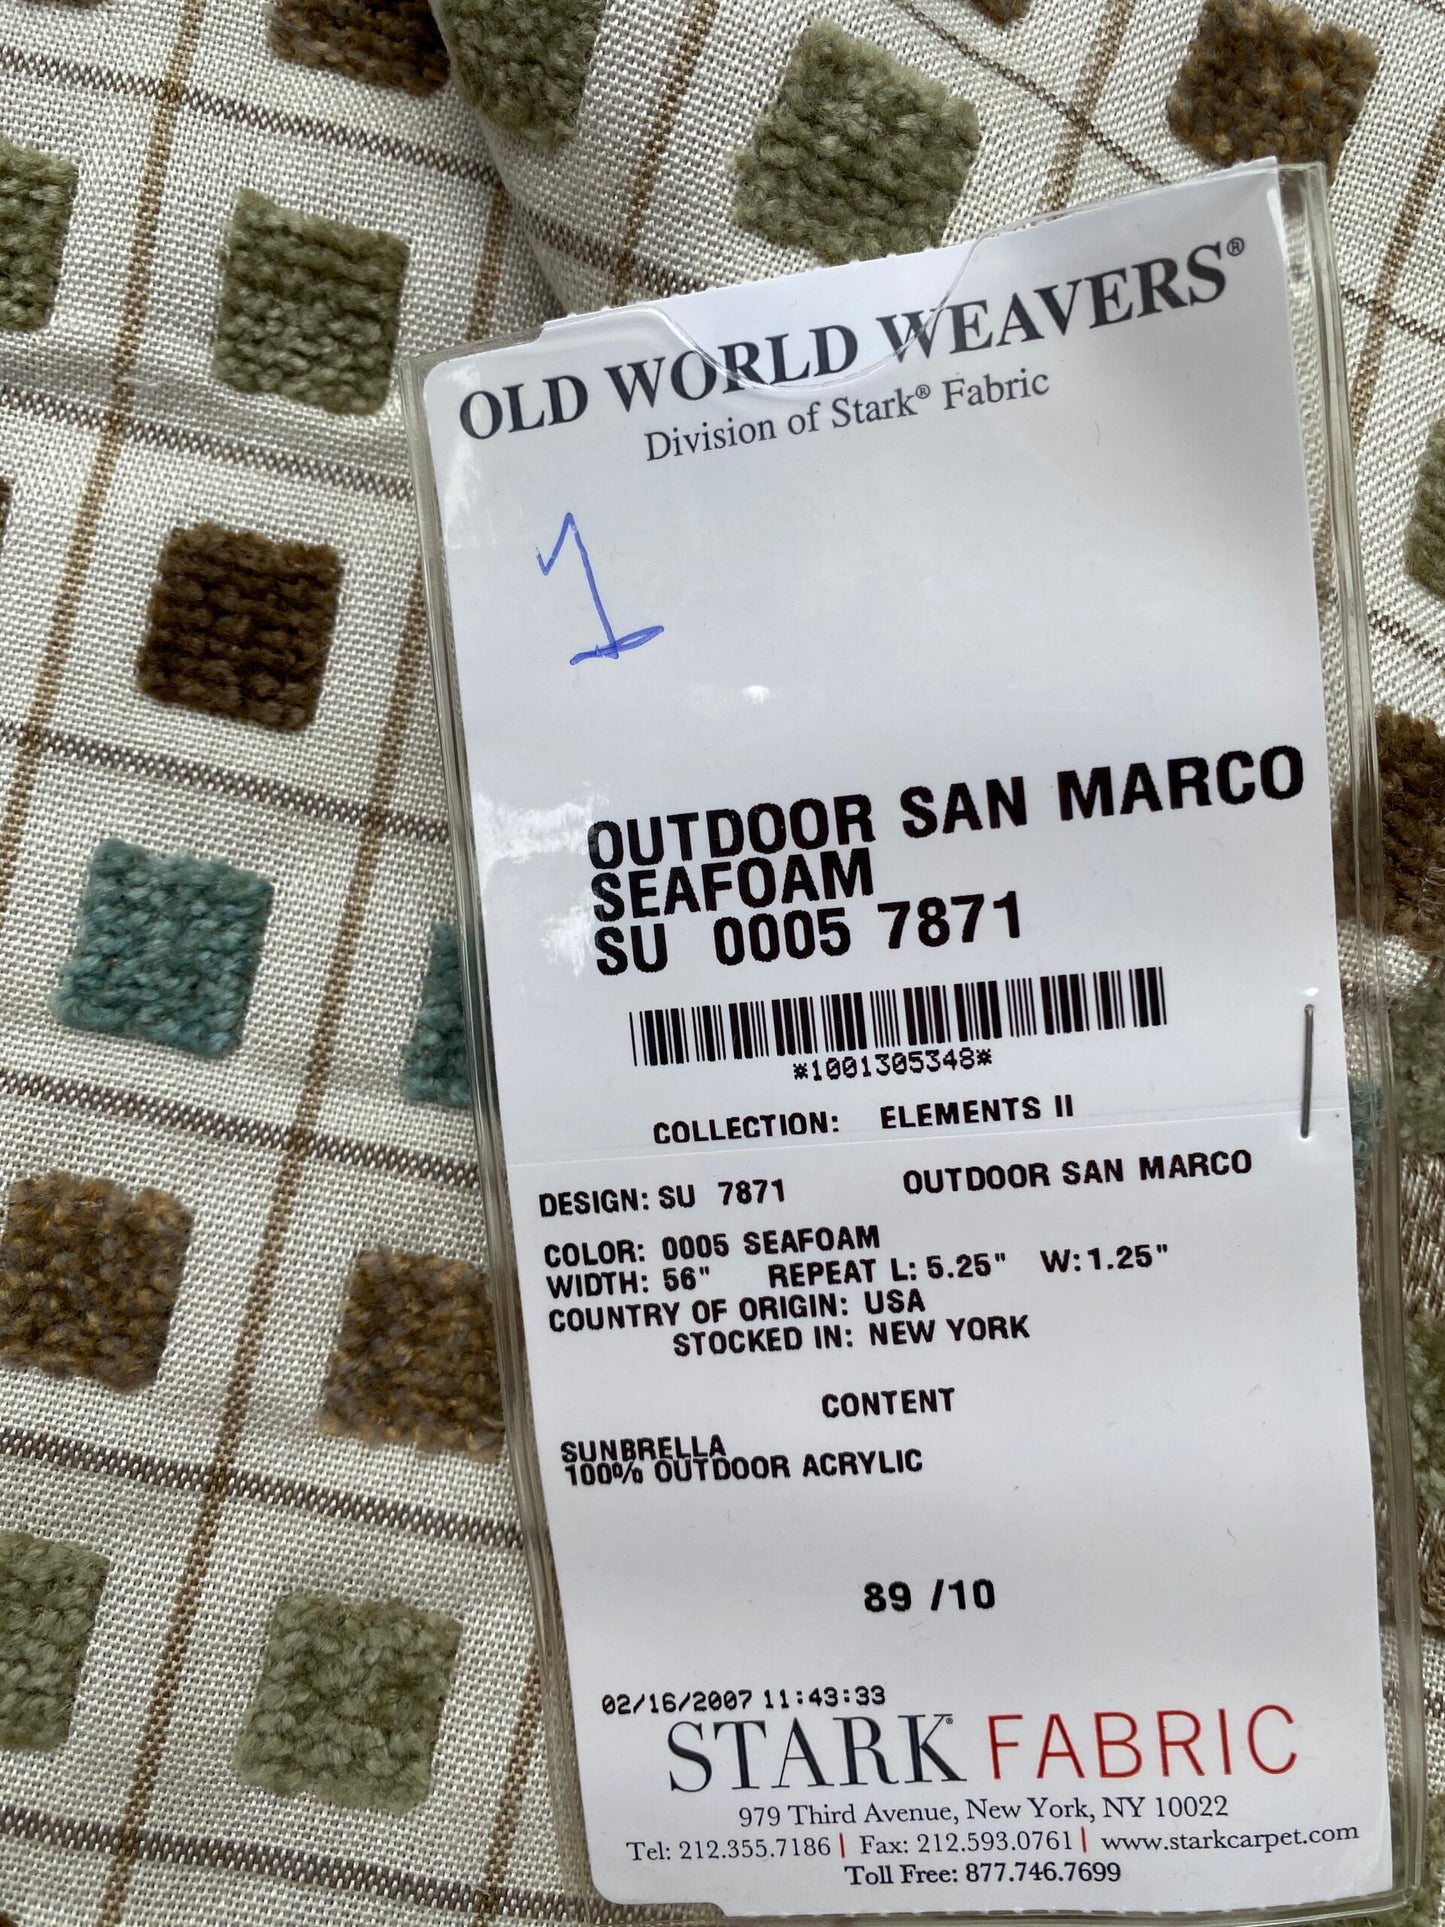 OLD WORLD WEAVERS®
Division of Stark® Fabric
1
OUTDOOR SAN MARCO
SEAFOAM
SU 0005 7871
*1001305348*
COLLECTION: ELEMENTS II
DESIGN: SU 7871 OUTDOOR SAN MARCO
COLOR: 0005 SEAFOAM
WIDTH: 56" REPEAT L: 5.25" W: 1.25"
COUNTRY OF ORIGIN: USA
STOCKED IN: NEW YORK
CONTENT
SUNBRELLA
100% OUTDOOR ACRYLIC
89 /10
02/16/2007 11:43:33
STARK® FABRIC
979 Third Avenue, New York, NY 10022
Tel: 212.355.7186 | Fax: 212.593.0761 | www.starkcarpet.com
Toll Free: 877.746.7699